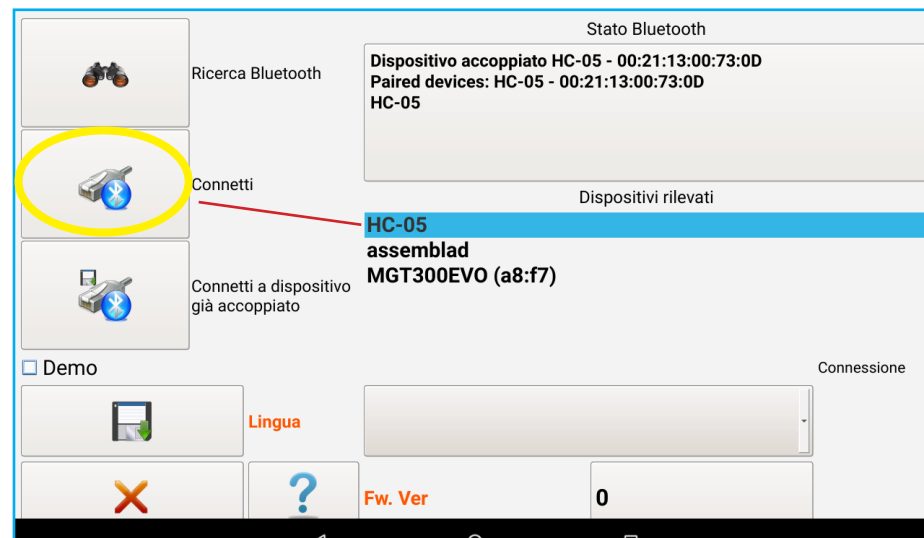 Stato Bluetooth
Ricerca Bluetooth
Dispositivo accoppiato HC-05 - 00:21:13:00:73:0D
Paired devices: HC-05 - 00:21:13:00:73:0D
HC-05
Connetti
Dispositivi rilevati
HC-05
assemblad
MGT300EVO (a8:f7)
Connetti a dispositivo
già accoppiato
Demo
Connessione
Lingua
?
Fw. Ver
0